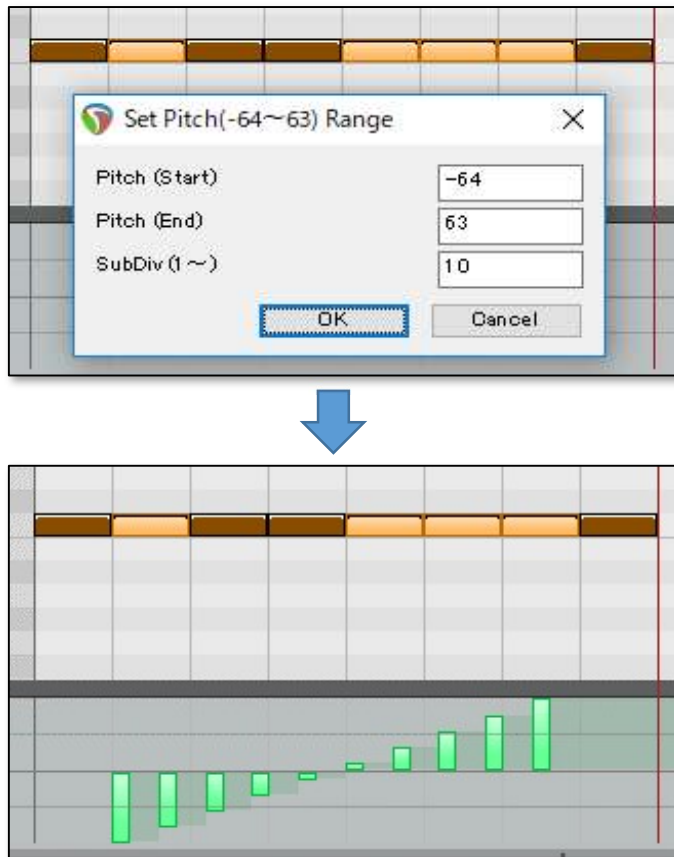 Set Pitch(-64～63) Range
Pitch (Start) -64
Pitch (End) 63
SubDiv(1～) 10
OK Cancel